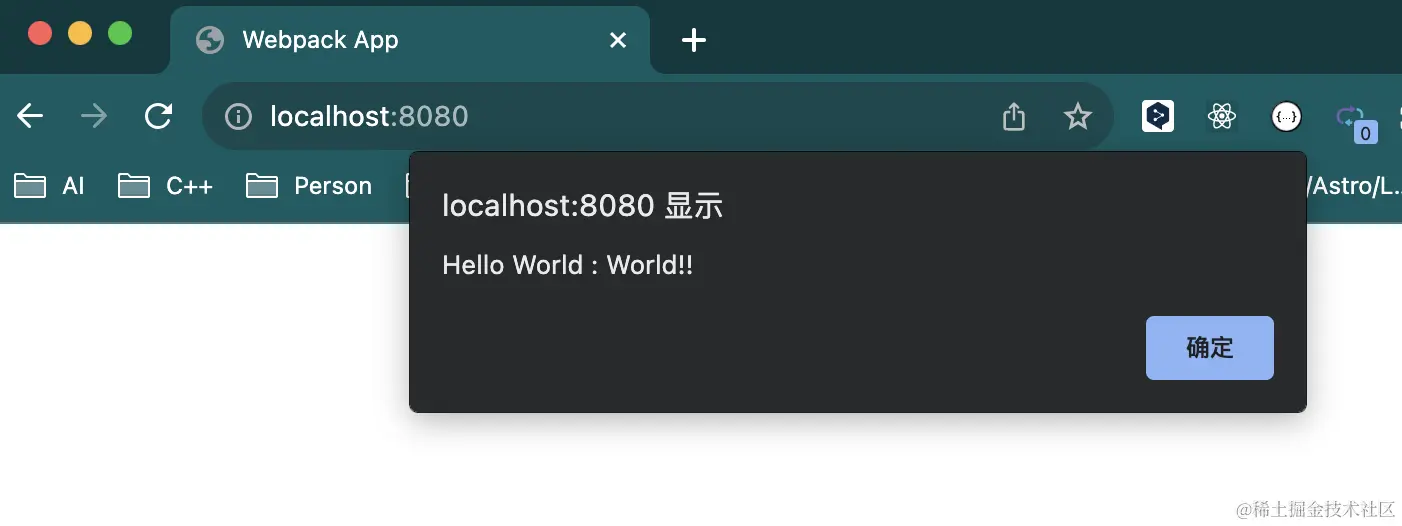 Webpack App
localhost:8080
0
AI C++ Person /Astro/L...
localhost:8080 显示
Hello World : World!!
确定
@稀土掘金技术社区